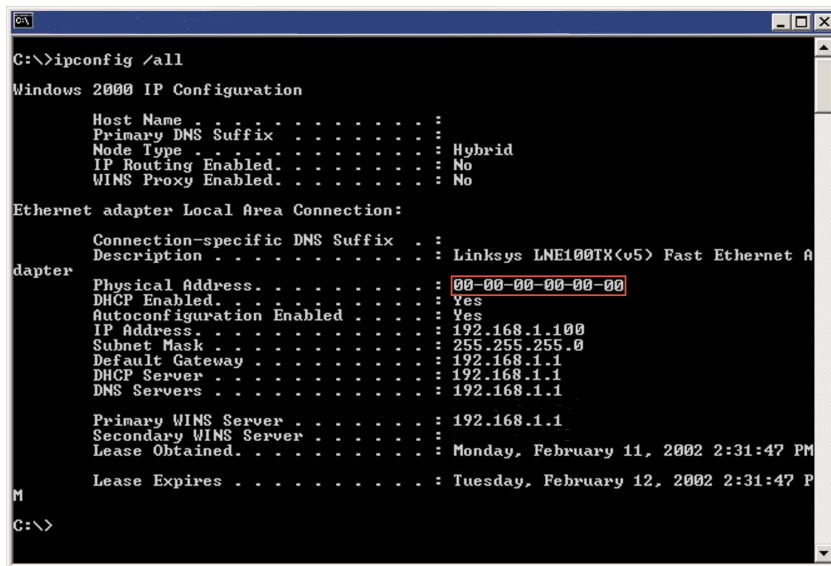 C:\>ipconfig /all
Windows 2000 IP Configuration
Host Name . . . . . . . . . . . . :
Primary DNS Suffix . . . . . . . :
Node Type . . . . . . . . . . . . : Hybrid
IP Routing Enabled. . . . . . . . : No
WINS Proxy Enabled. . . . . . . . : No
Ethernet adapter Local Area Connection:
Connection-specific DNS Suffix . :
Description . . . . . . . . . . . : Linksys LNE100TX(v5) Fast Ethernet A
dapter
Physical Address. . . . . . . . . : 00-00-00-00-00-00
DHCP Enabled. . . . . . . . . . . : Yes
Autoconfiguration Enabled . . . . : Yes
IP Address. . . . . . . . . . . . : 192.168.1.100
Subnet Mask . . . . . . . . . . . : 255.255.255.0
Default Gateway . . . . . . . . . : 192.168.1.1
DHCP Server . . . . . . . . . . . : 192.168.1.1
DNS Servers . . . . . . . . . . . : 192.168.1.1
Primary WINS Server . . . . . . . : 192.168.1.1
Secondary WINS Server . . . . . . :
Lease Obtained. . . . . . . . . . : Monday, February 11, 2002 2:31:47 PM
Lease Expires . . . . . . . . . . : Tuesday, February 12, 2002 2:31:47 P
M
C:\>